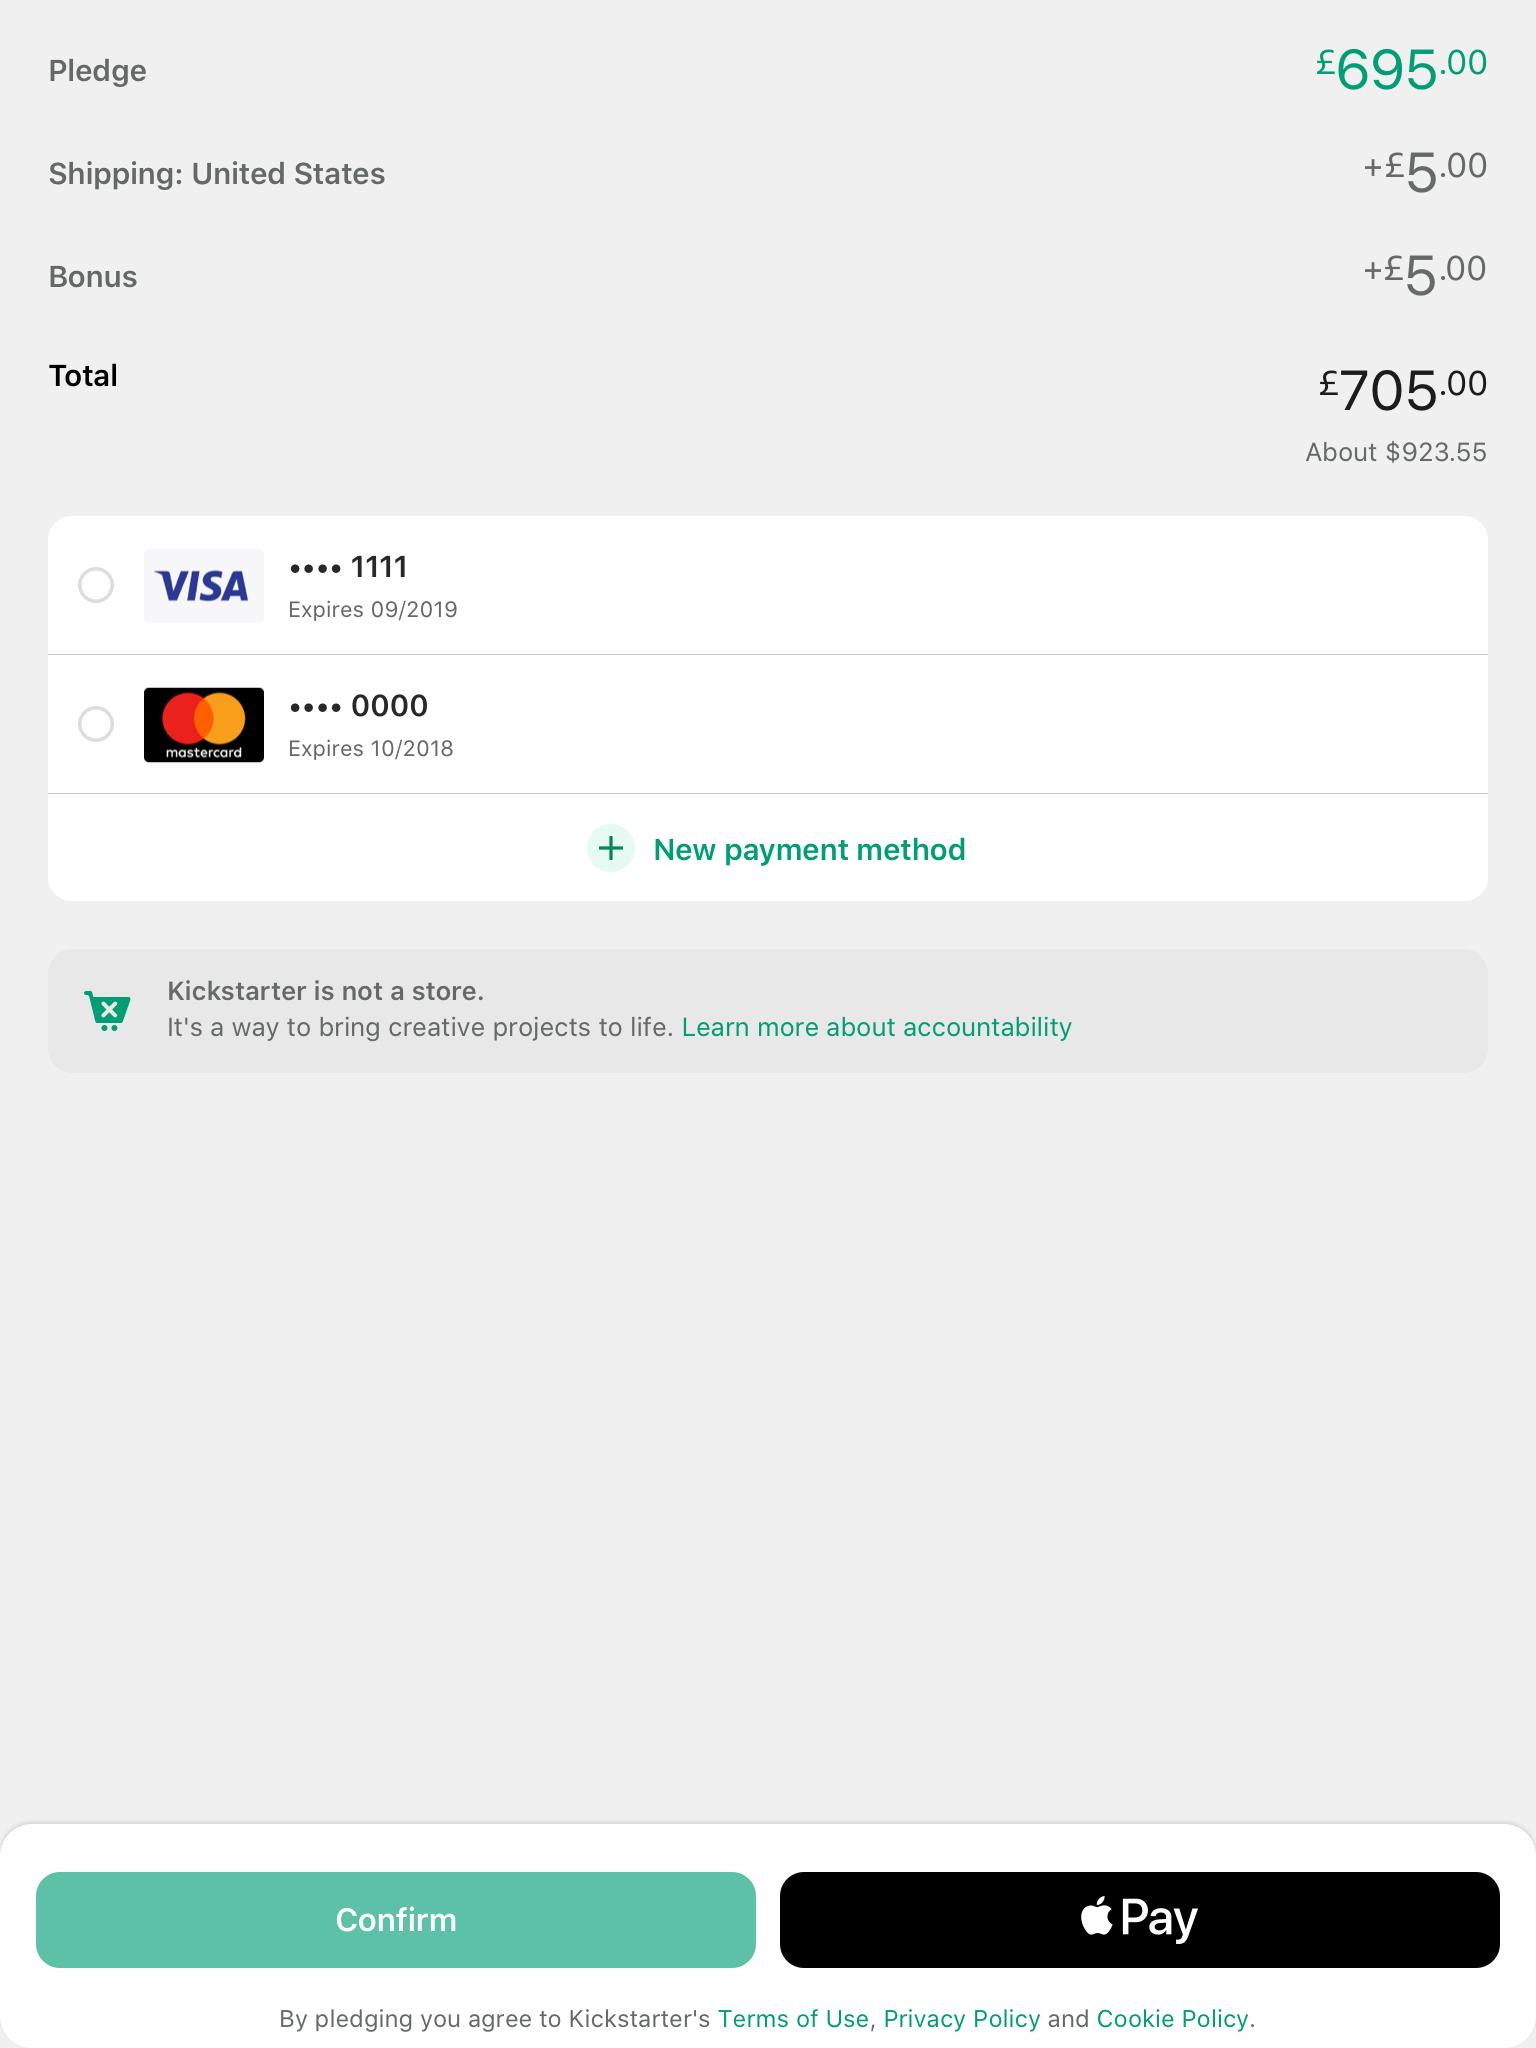 Pledge £695.00
Shipping: United States +£5.00
Bonus +£5.00
Total £705.00
About $923.55
VISA •••• 1111
Expires 09/2019
mastercard •••• 0000
Expires 10/2018
+ New payment method
Kickstarter is not a store.
It's a way to bring creative projects to life. Learn more about accountability
Confirm Pay
By pledging you agree to Kickstarter's Terms of Use, Privacy Policy and Cookie Policy.